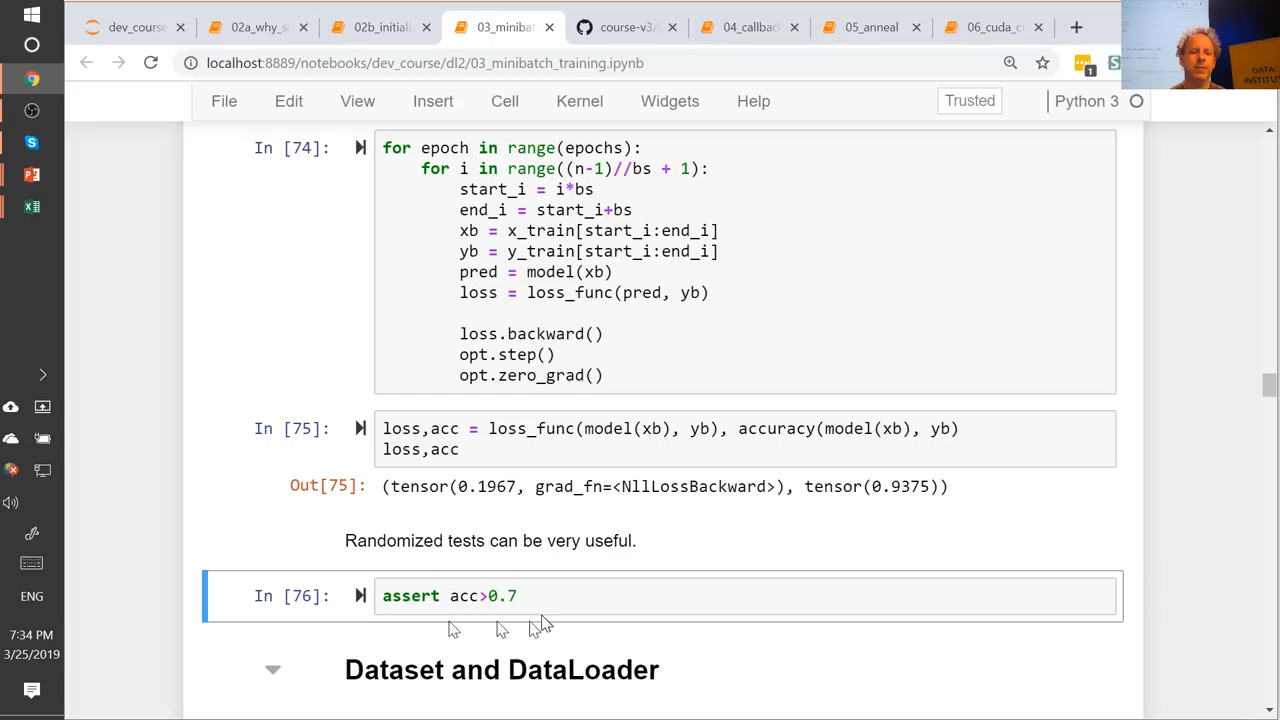 dev_course
02a_why_s
02b_initiali
03_minibat
course-v3/
04_callbac
05_anneal
06_cuda_c
localhost:8889/notebooks/dev_course/dl2/03_minibatch_training.ipynb
1
DATA
INSTITU
File Edit View Insert Cell Kernel Widgets Help Trusted Python 3
In [74]:
for epoch in range(epochs):
for i in range((n-1)//bs + 1):
start_i = i*bs
end_i = start_i+bs
xb = x_train[start_i:end_i]
yb = y_train[start_i:end_i]
pred = model(xb)
loss = loss_func(pred, yb)
loss.backward()
opt.step()
opt.zero_grad()
In [75]:
loss,acc = loss_func(model(xb), yb), accuracy(model(xb), yb)
loss,acc
Out[75]: (tensor(0.1967, grad_fn=<NllLossBackward>), tensor(0.9375))
Randomized tests can be very useful.
In [76]:
assert acc>0.7
Dataset and DataLoader
ENG
7:34 PM
3/25/2019